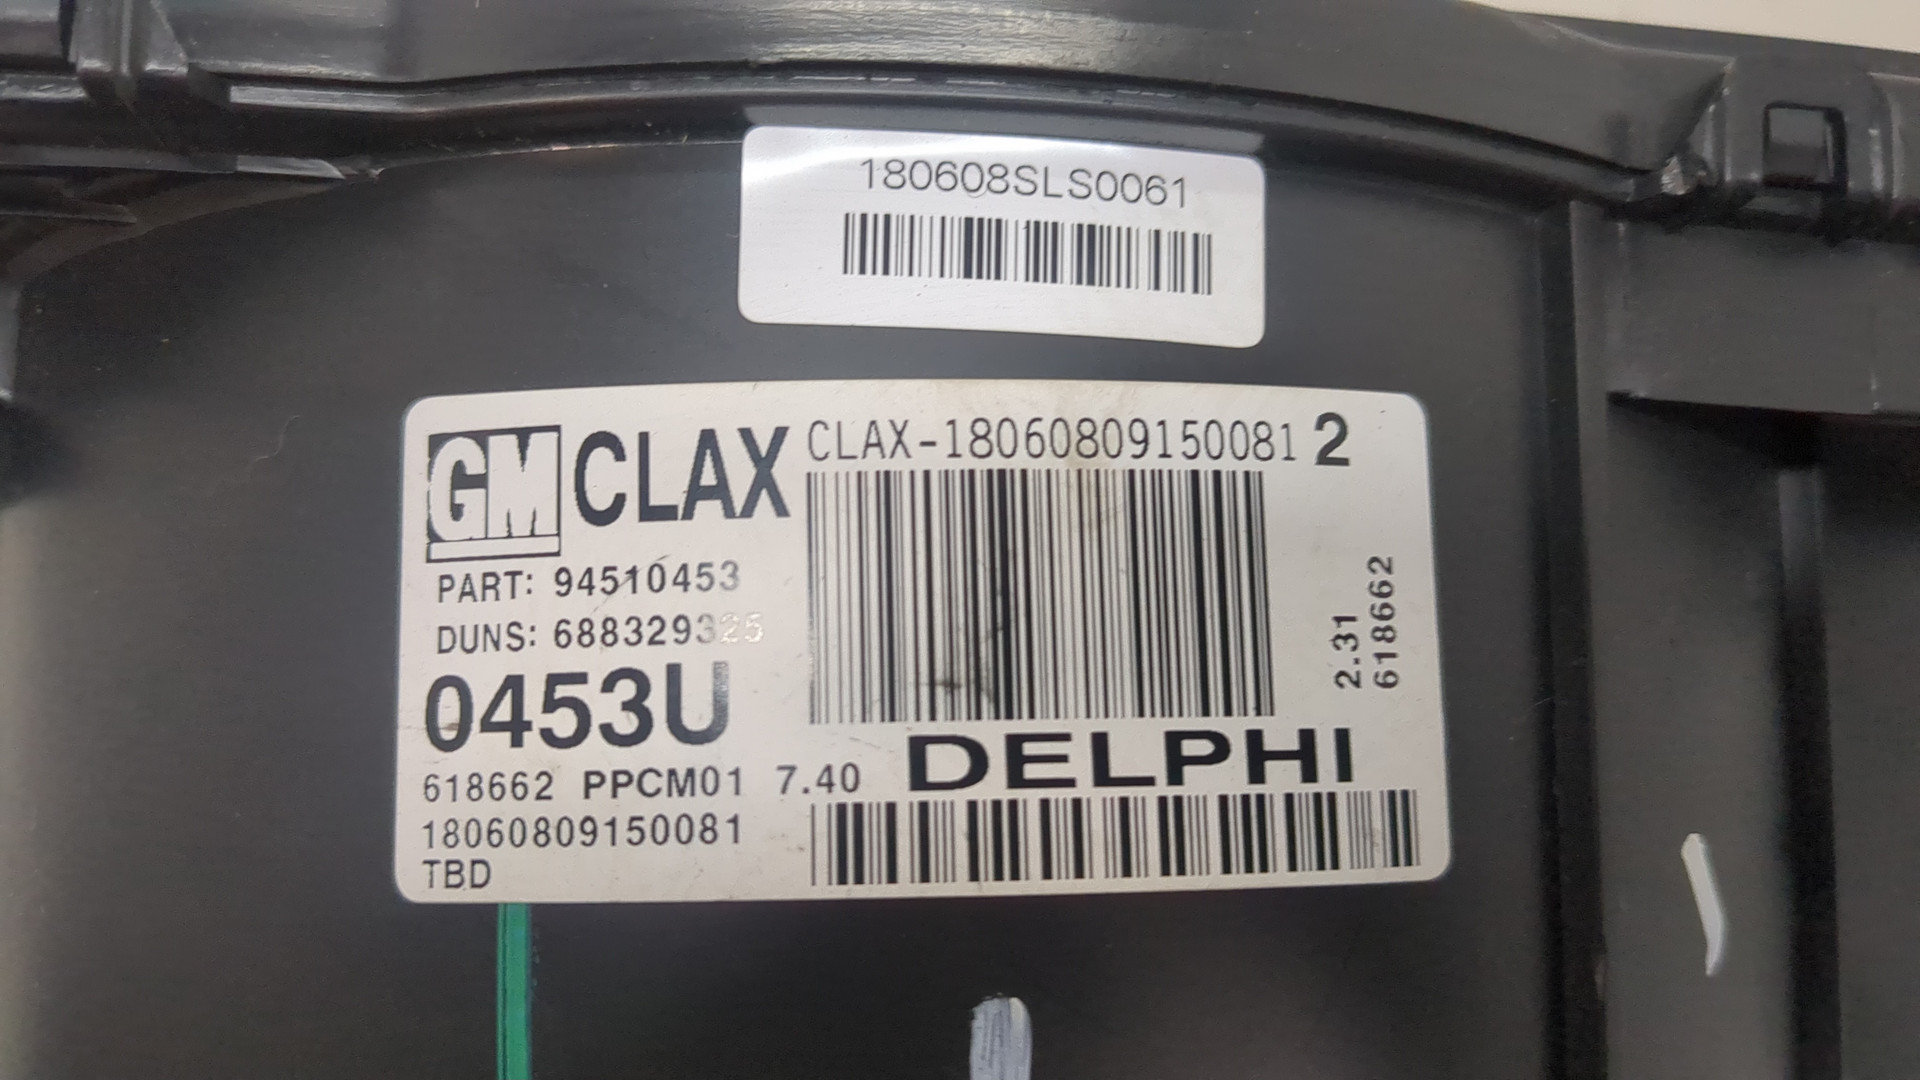 180608SLS0061
GM CLAX CLAX-18060809150081 2
PART: 94510453
DUNS: 688329325
0453U
618662 PPCM01 7.40
18060809150081
TBD
DELPHI
2.31
618662